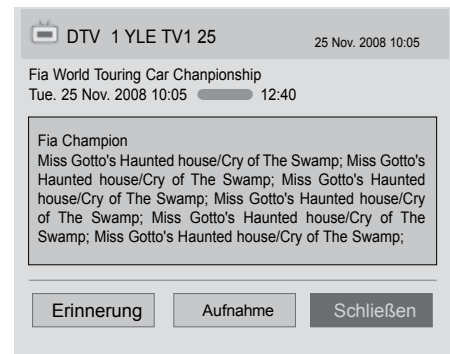 DTV 1 YLE TV1 25 25 Nov. 2008 10:05
Fia World Touring Car Chanpionship
Tue. 25 Nov. 2008 10:05 12:40
Fia Champion
Miss Gotto's Haunted house/Cry of The Swamp; Miss Gotto's
Haunted house/Cry of The Swamp; Miss Gotto's Haunted
house/Cry of The Swamp; Miss Gotto's Haunted house/Cry
of The Swamp; Miss Gotto's Haunted house/Cry of The
Swamp; Miss Gotto's Haunted house/Cry of The Swamp;
Erinnerung Aufnahme Schließen